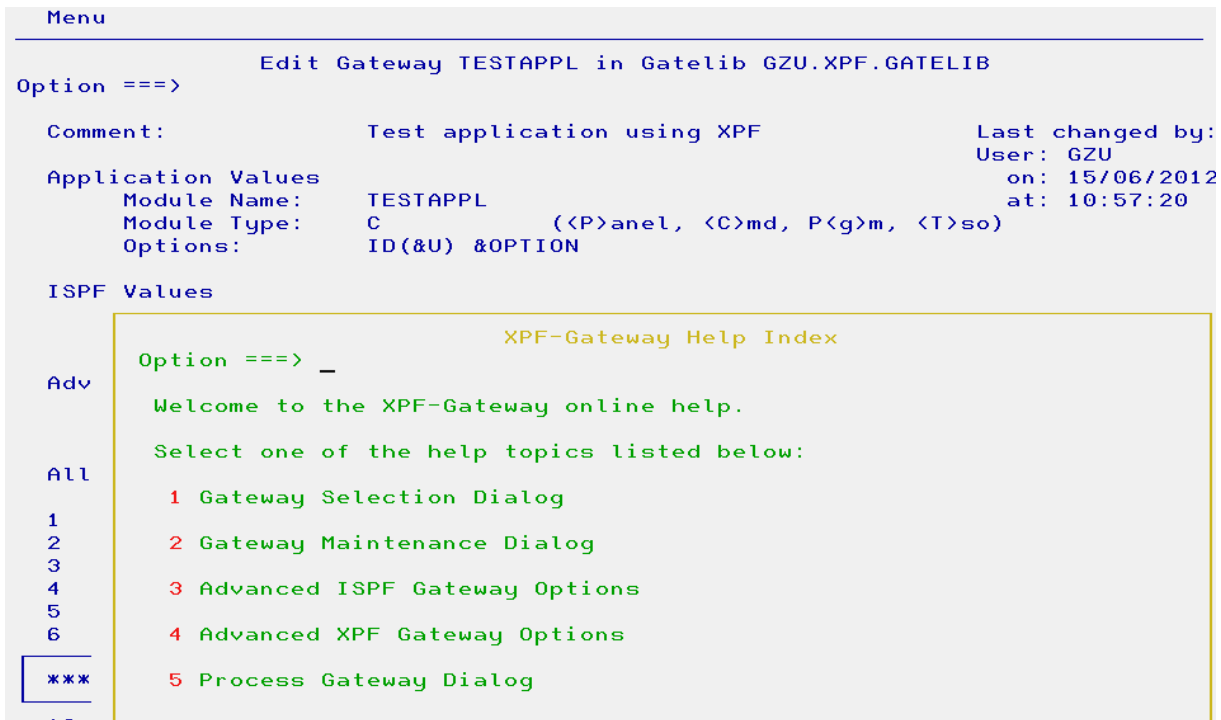 Menu
Edit Gateway TESTAPPL in Gatelib GZU.XPF.GATELIB
Option ===>
Comment: Test application using XPF Last changed by:
User: GZU
Application Values on: 15/06/2012
Module Name: TESTAPPL at: 10:57:20
Module Type: C (<P>anel, <C>md, P<g>m, <T>so)
Options: ID(&U) &OPTION
ISPF Values
XPF-Gateway Help Index
Option ===> _
Adv
Welcome to the XPF-Gateway online help.
Select one of the help topics listed below:
All
1 Gateway Selection Dialog
1
2 2 Gateway Maintenance Dialog
3
4 3 Advanced ISPF Gateway Options
5
6 4 Advanced XPF Gateway Options
*** 5 Process Gateway Dialog